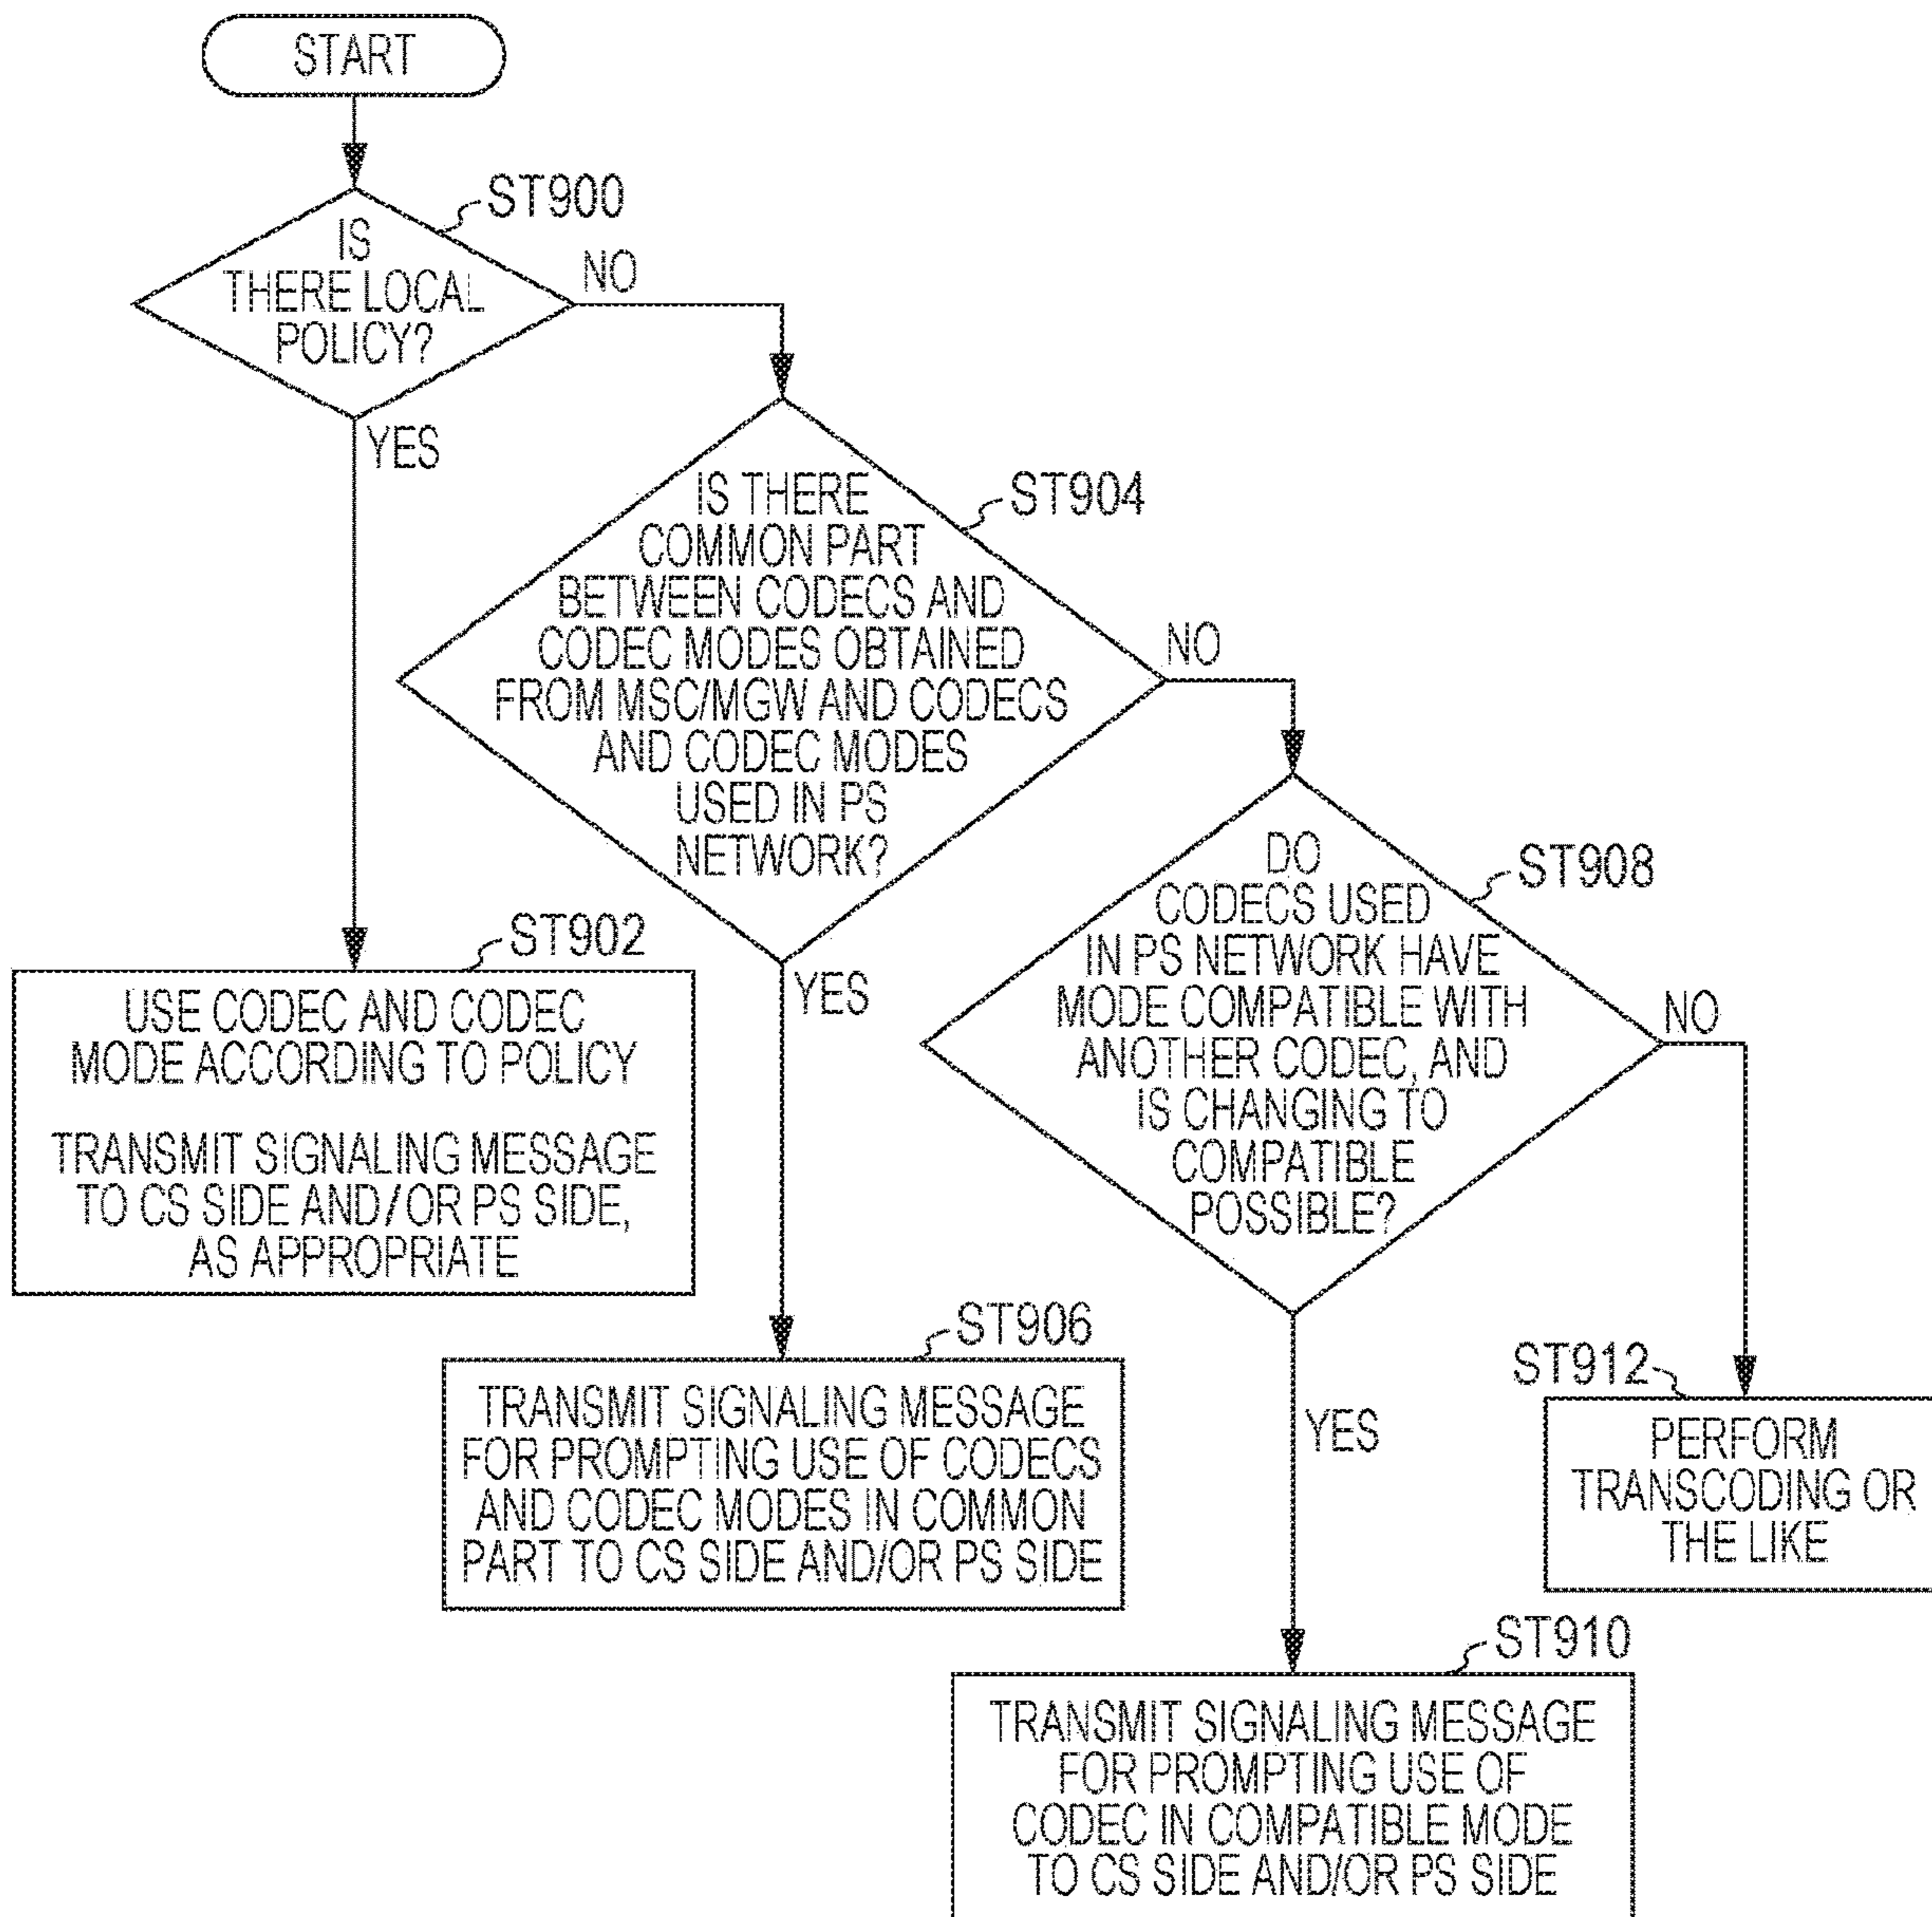 START
ST900
IS
THERE LOCAL
POLICY?
NO
YES
ST904
IS THERE
COMMON PART
BETWEEN CODECS AND
CODEC MODES OBTAINED
FROM MSC/MGW AND CODECS
AND CODEC MODES
USED IN PS
NETWORK?
NO
YES
ST908
DO
CODECS USED
IN PS NETWORK HAVE
MODE COMPATIBLE WITH
ANOTHER CODEC, AND
IS CHANGING TO
COMPATIBLE
POSSIBLE?
NO
YES
ST902
USE CODEC AND CODEC
MODE ACCORDING TO POLICY
TRANSMIT SIGNALING MESSAGE
TO CS SIDE AND/OR PS SIDE,
AS APPROPRIATE
ST906
TRANSMIT SIGNALING MESSAGE
FOR PROMPTING USE OF CODECS
AND CODEC MODES IN COMMON
PART TO CS SIDE AND/OR PS SIDE
ST912
PERFORM
TRANSCODING OR
THE LIKE
ST910
TRANSMIT SIGNALING MESSAGE
FOR PROMPTING USE OF
CODEC IN COMPATIBLE MODE
TO CS SIDE AND/OR PS SIDE